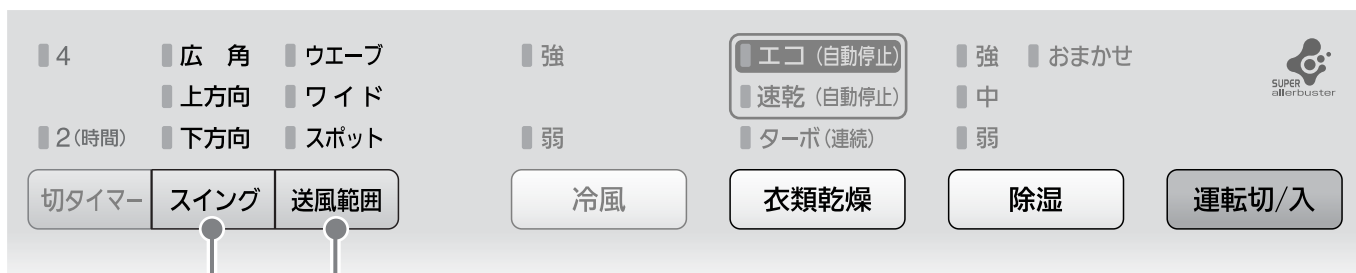 4 広角 ウエーブ 強 エコ(自動停止) 強 おまかせ
上方向 ワイド 速乾(自動停止) 中
2(時間) 下方向 スポット 弱 ターボ(連続) 弱
SUPER
allerbuster
切タイマー スイング 送風範囲 冷風 衣類乾燥 除湿 運転切/入